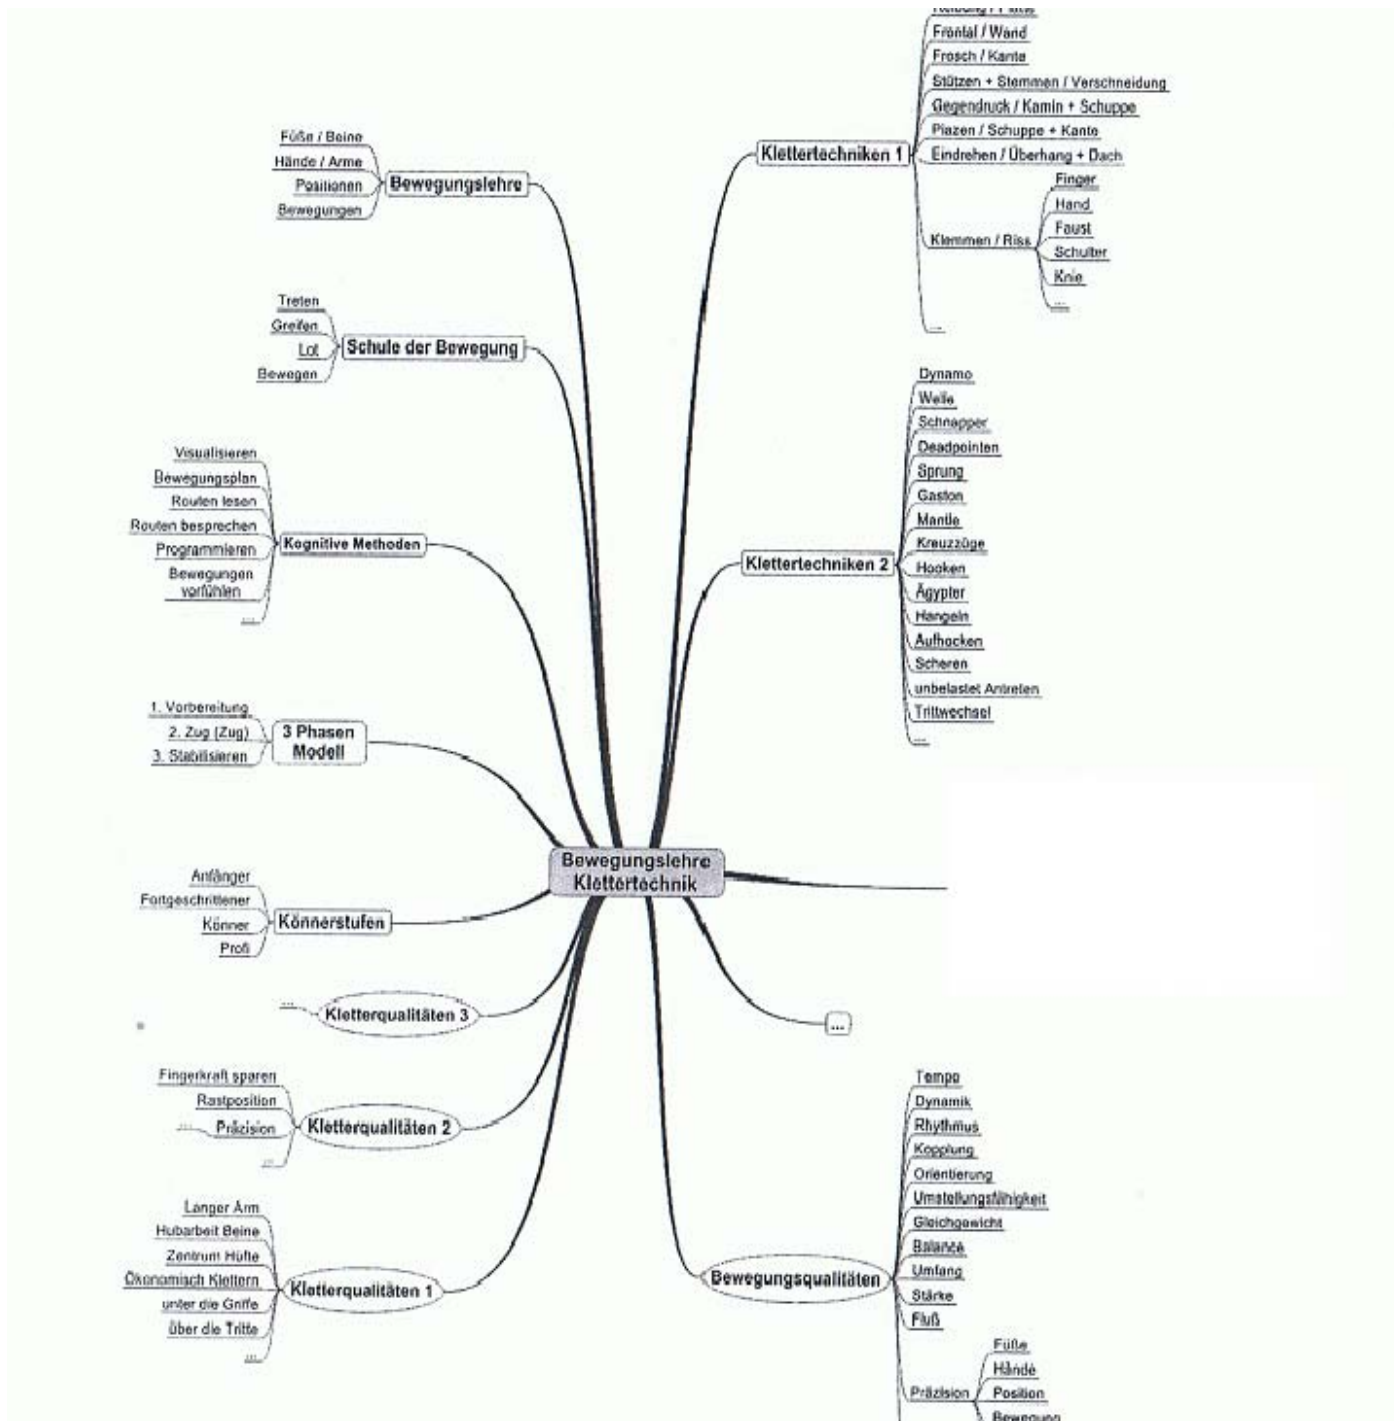 Reibung / Platte
Frontal / Wand
Frosch / Kante
Stützen + Stemmen / Verschneidung
Gegendruck / Kamin + Schuppe
Piazen / Schuppe + Kante
Eindrehen / Überhang + Dach
Klettertechniken 1
Klemmen / Riss
Finger
Hand
Faust
Schulter
Knie
...
...
Füße / Beine
Hände / Arme
Positionen
Bewegungen
Bewegungslehre
Treten
Greifen
Lot
Bewegen
Schule der Bewegung
Visualisieren
Bewegungsplan
Routen lesen
Routen besprechen
Programmieren
Bewegungen
vorfühlen
...
Kognitive Methoden
Dynamo
Welle
Schnapper
Deadpointen
Sprung
Gaston
Mantle
Kreuzzüge
Hooken
Ägypter
Hangeln
Aufhocken
Scheren
unbelastet Antreten
Trittwechsel
...
Klettertechniken 2
1. Vorbereitung
2. Zug (Zug)
3. Stabilisieren
3 Phasen
Modell
Bewegungslehre
Klettertechnik
Anfänger
Fortgeschrittener
Könner
Profi
Könnerstufen
...
Kletterqualitäten 3
...
Fingerkraft sparen
Rastposition
... Präzision
...
Kletterqualitäten 2
Langer Arm
Hubarbeit Beine
Zentrum Hüfte
Ökonomisch Klettern
unter die Griffe
über die Tritte
...
Kletterqualitäten 1
Tempo
Dynamik
Rhythmus
Kopplung
Orientierung
Umstellungsfähigkeit
Gleichgewicht
Balance
Umfang
Stärke
Fluß
Bewegungsqualitäten
Präzision
Füße
Hände
Position
Bewegung